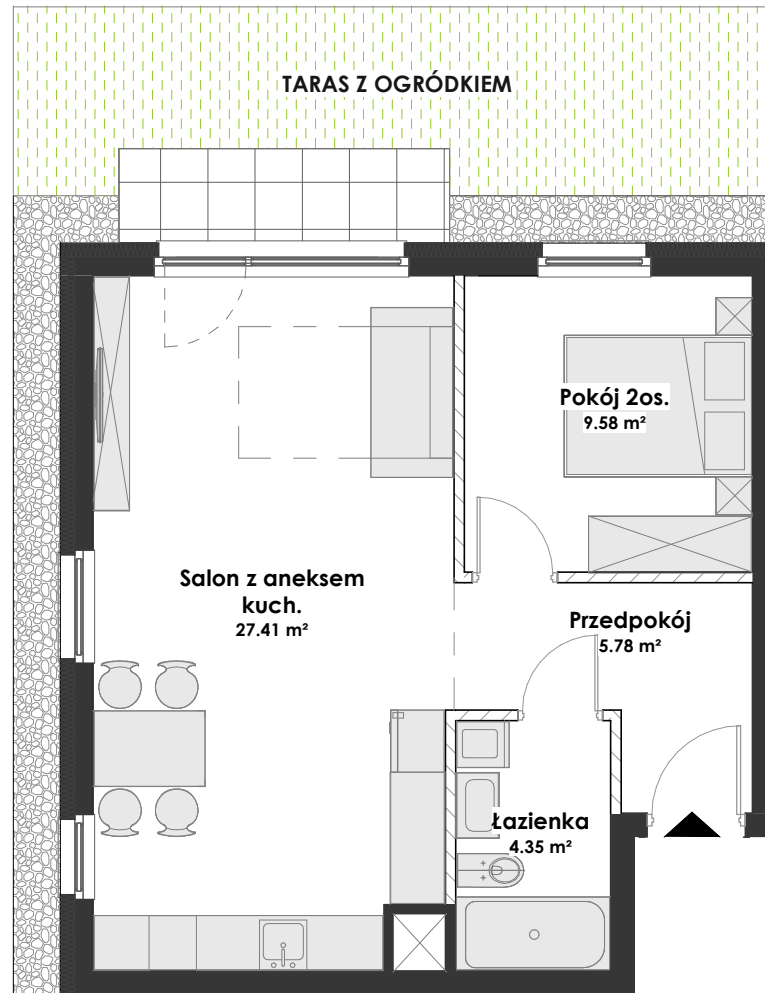 TARAS Z OGRÓDKIEM
Pokój 2os.
9.58 m²
Salon z aneksem
kuch.
27.41 m²
Przedpokój
5.78 m²
Łazienka
4.35 m²